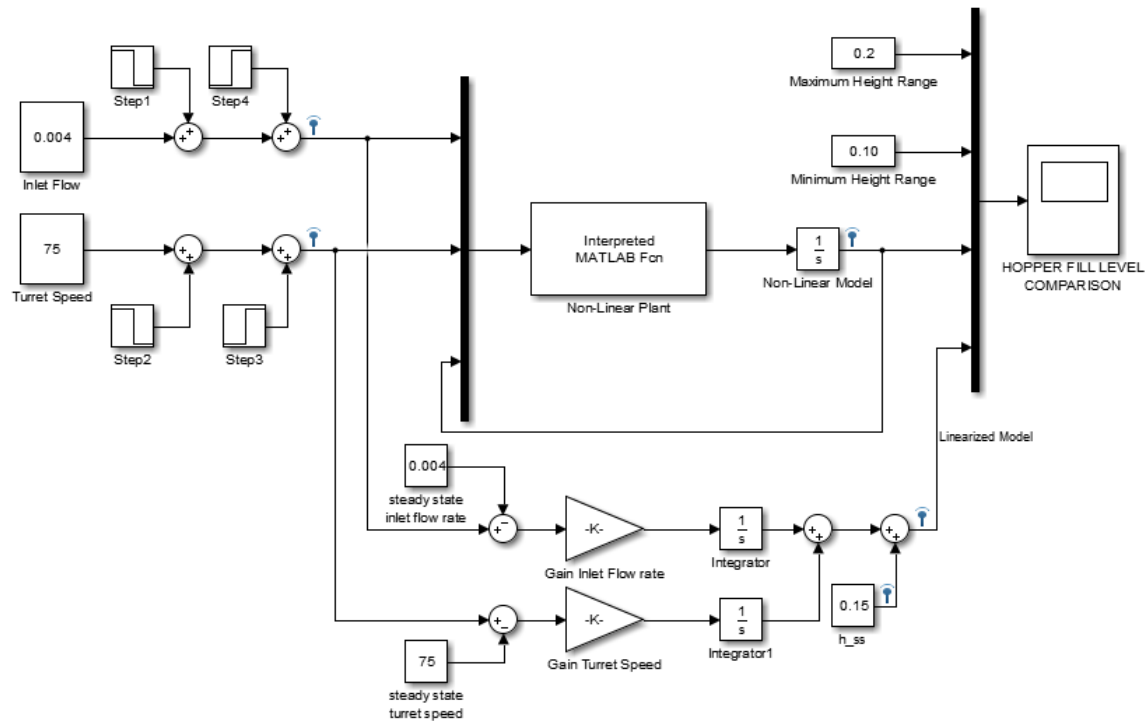 Step1
Step4
0.004
Inlet Flow
75
Turret Speed
Step2
Step3
Interpreted
MATLAB Fcn
Non-Linear Plant
1
s
Non-Linear Model
0.2
Maximum Height Range
0.10
Minimum Height Range
HOPPER FILL LEVEL
COMPARISON
Linearized Model
0.004
steady state
inlet flow rate
-K-
Gain Inlet Flow rate
1
s
Integrator
75
steady state
turret speed
-K-
Gain Turret Speed
1
s
Integrator1
0.15
h_ss